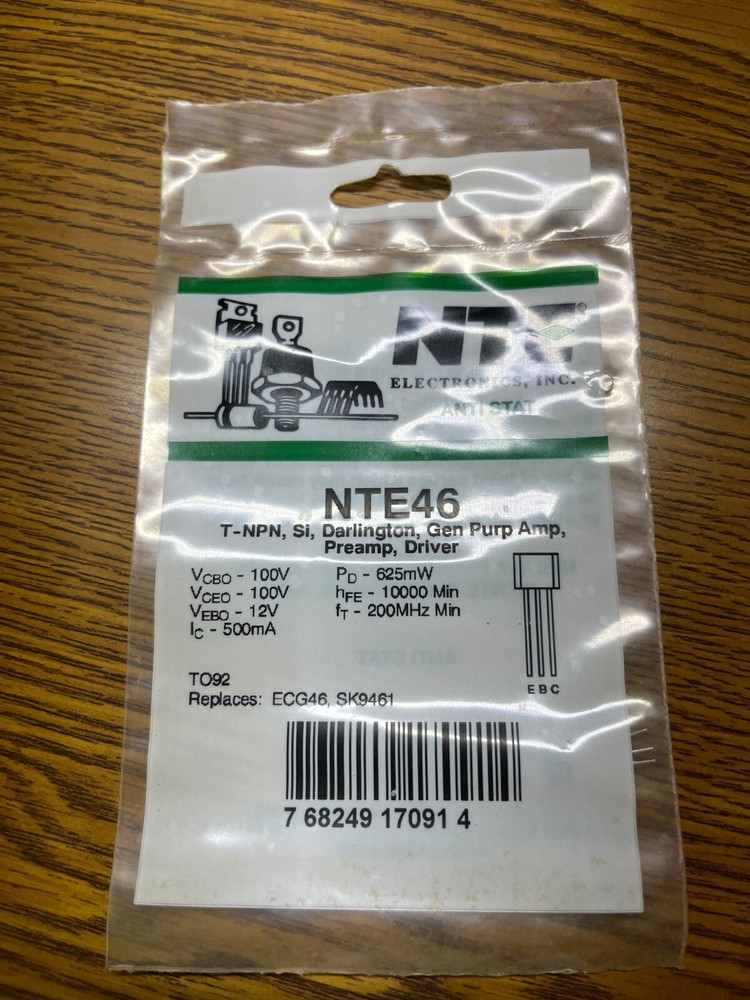 NTE®
ELECTRONICS, INC.
ANTI STAT
NTE46
T-NPN, Si, Darlington, Gen Purp Amp,
Preamp, Driver
VCBO - 100V PD - 625mW
VCEO - 100V hFE - 10000 Min
VEBO - 12V fT - 200MHz Min
IC - 500mA
E B C
TO92
Replaces: ECG46, SK9461
7 68249 17091 4